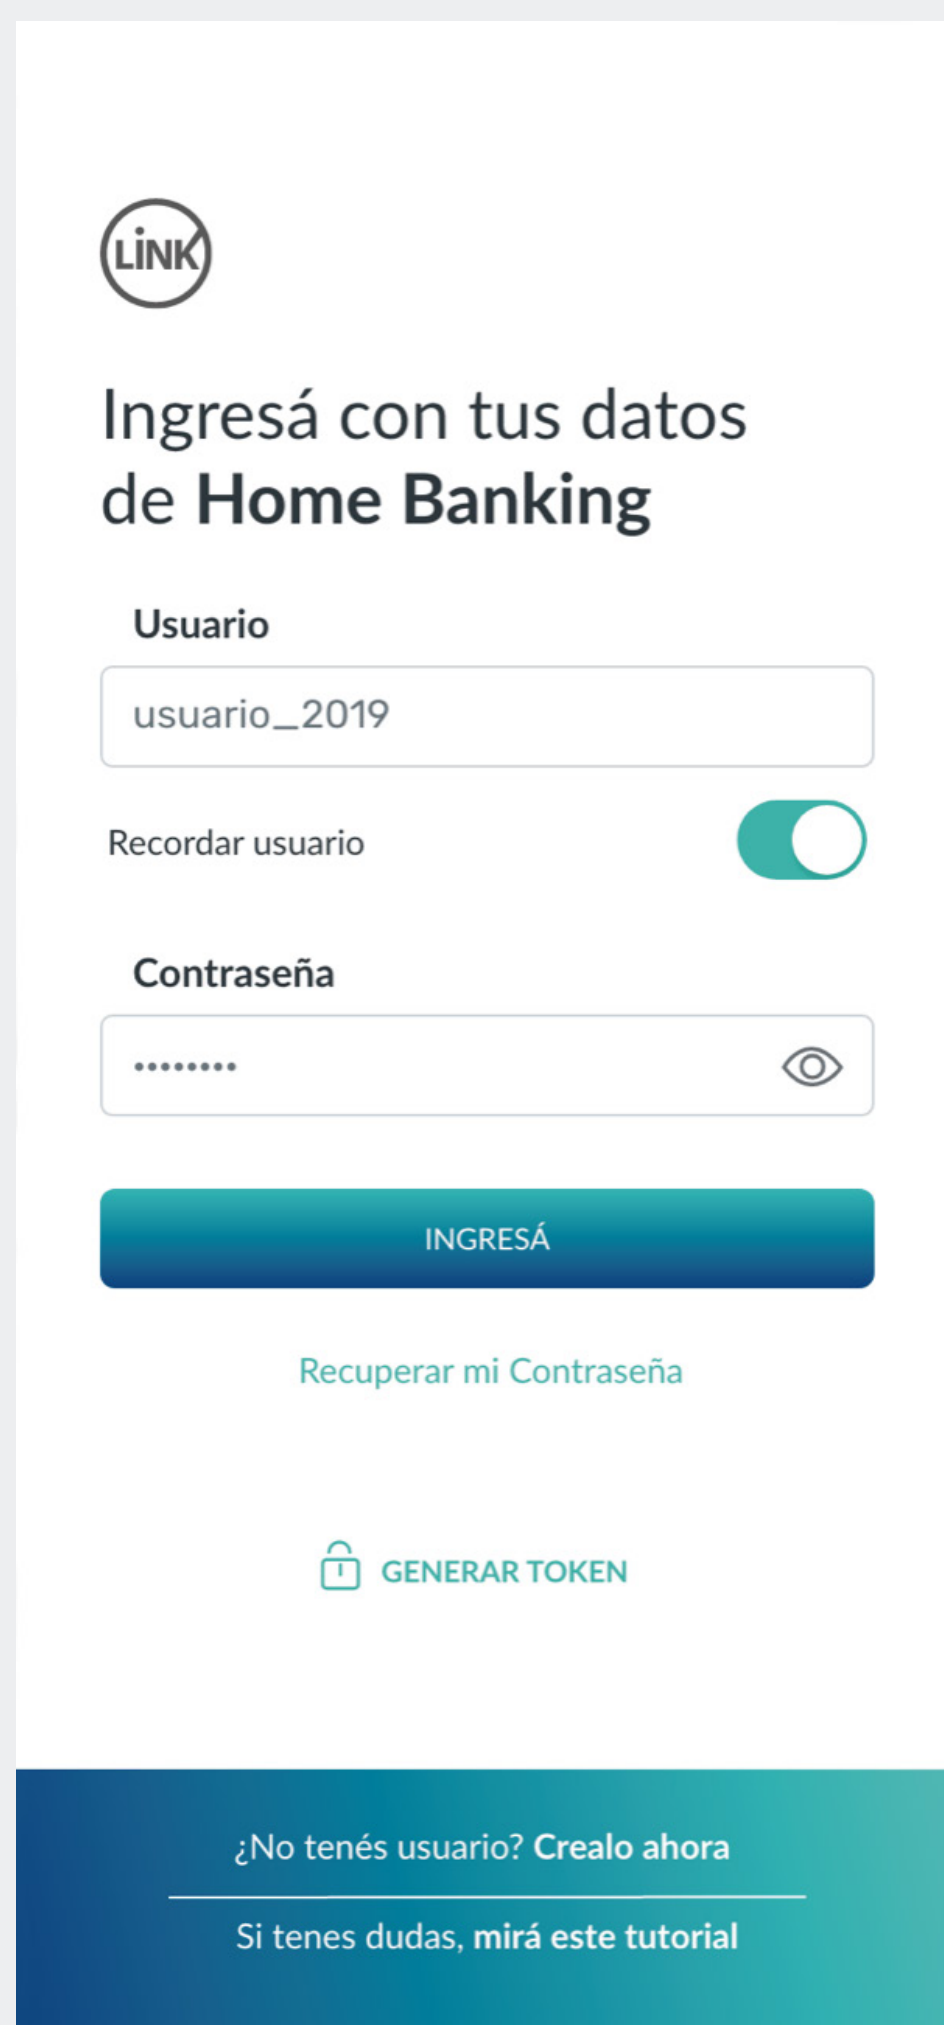 LINK
Ingresá con tus datos
de Home Banking
Usuario
usuario_2019
Recordar usuario
Contraseña
••••••••
INGRESÁ
Recuperar mi Contraseña
GENERAR TOKEN
¿No tenés usuario? Crealo ahora
Si tenes dudas, mirá este tutorial